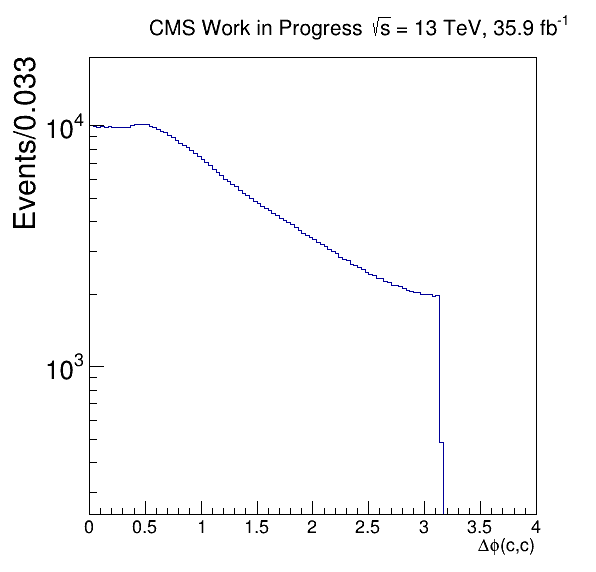 CMS Work in Progress √s = 13 TeV, 35.9 fb⁻¹
Events/0.033
10⁴
10³
0 0.5 1 1.5 2 2.5 3 3.5 4
Δϕ(c,c)